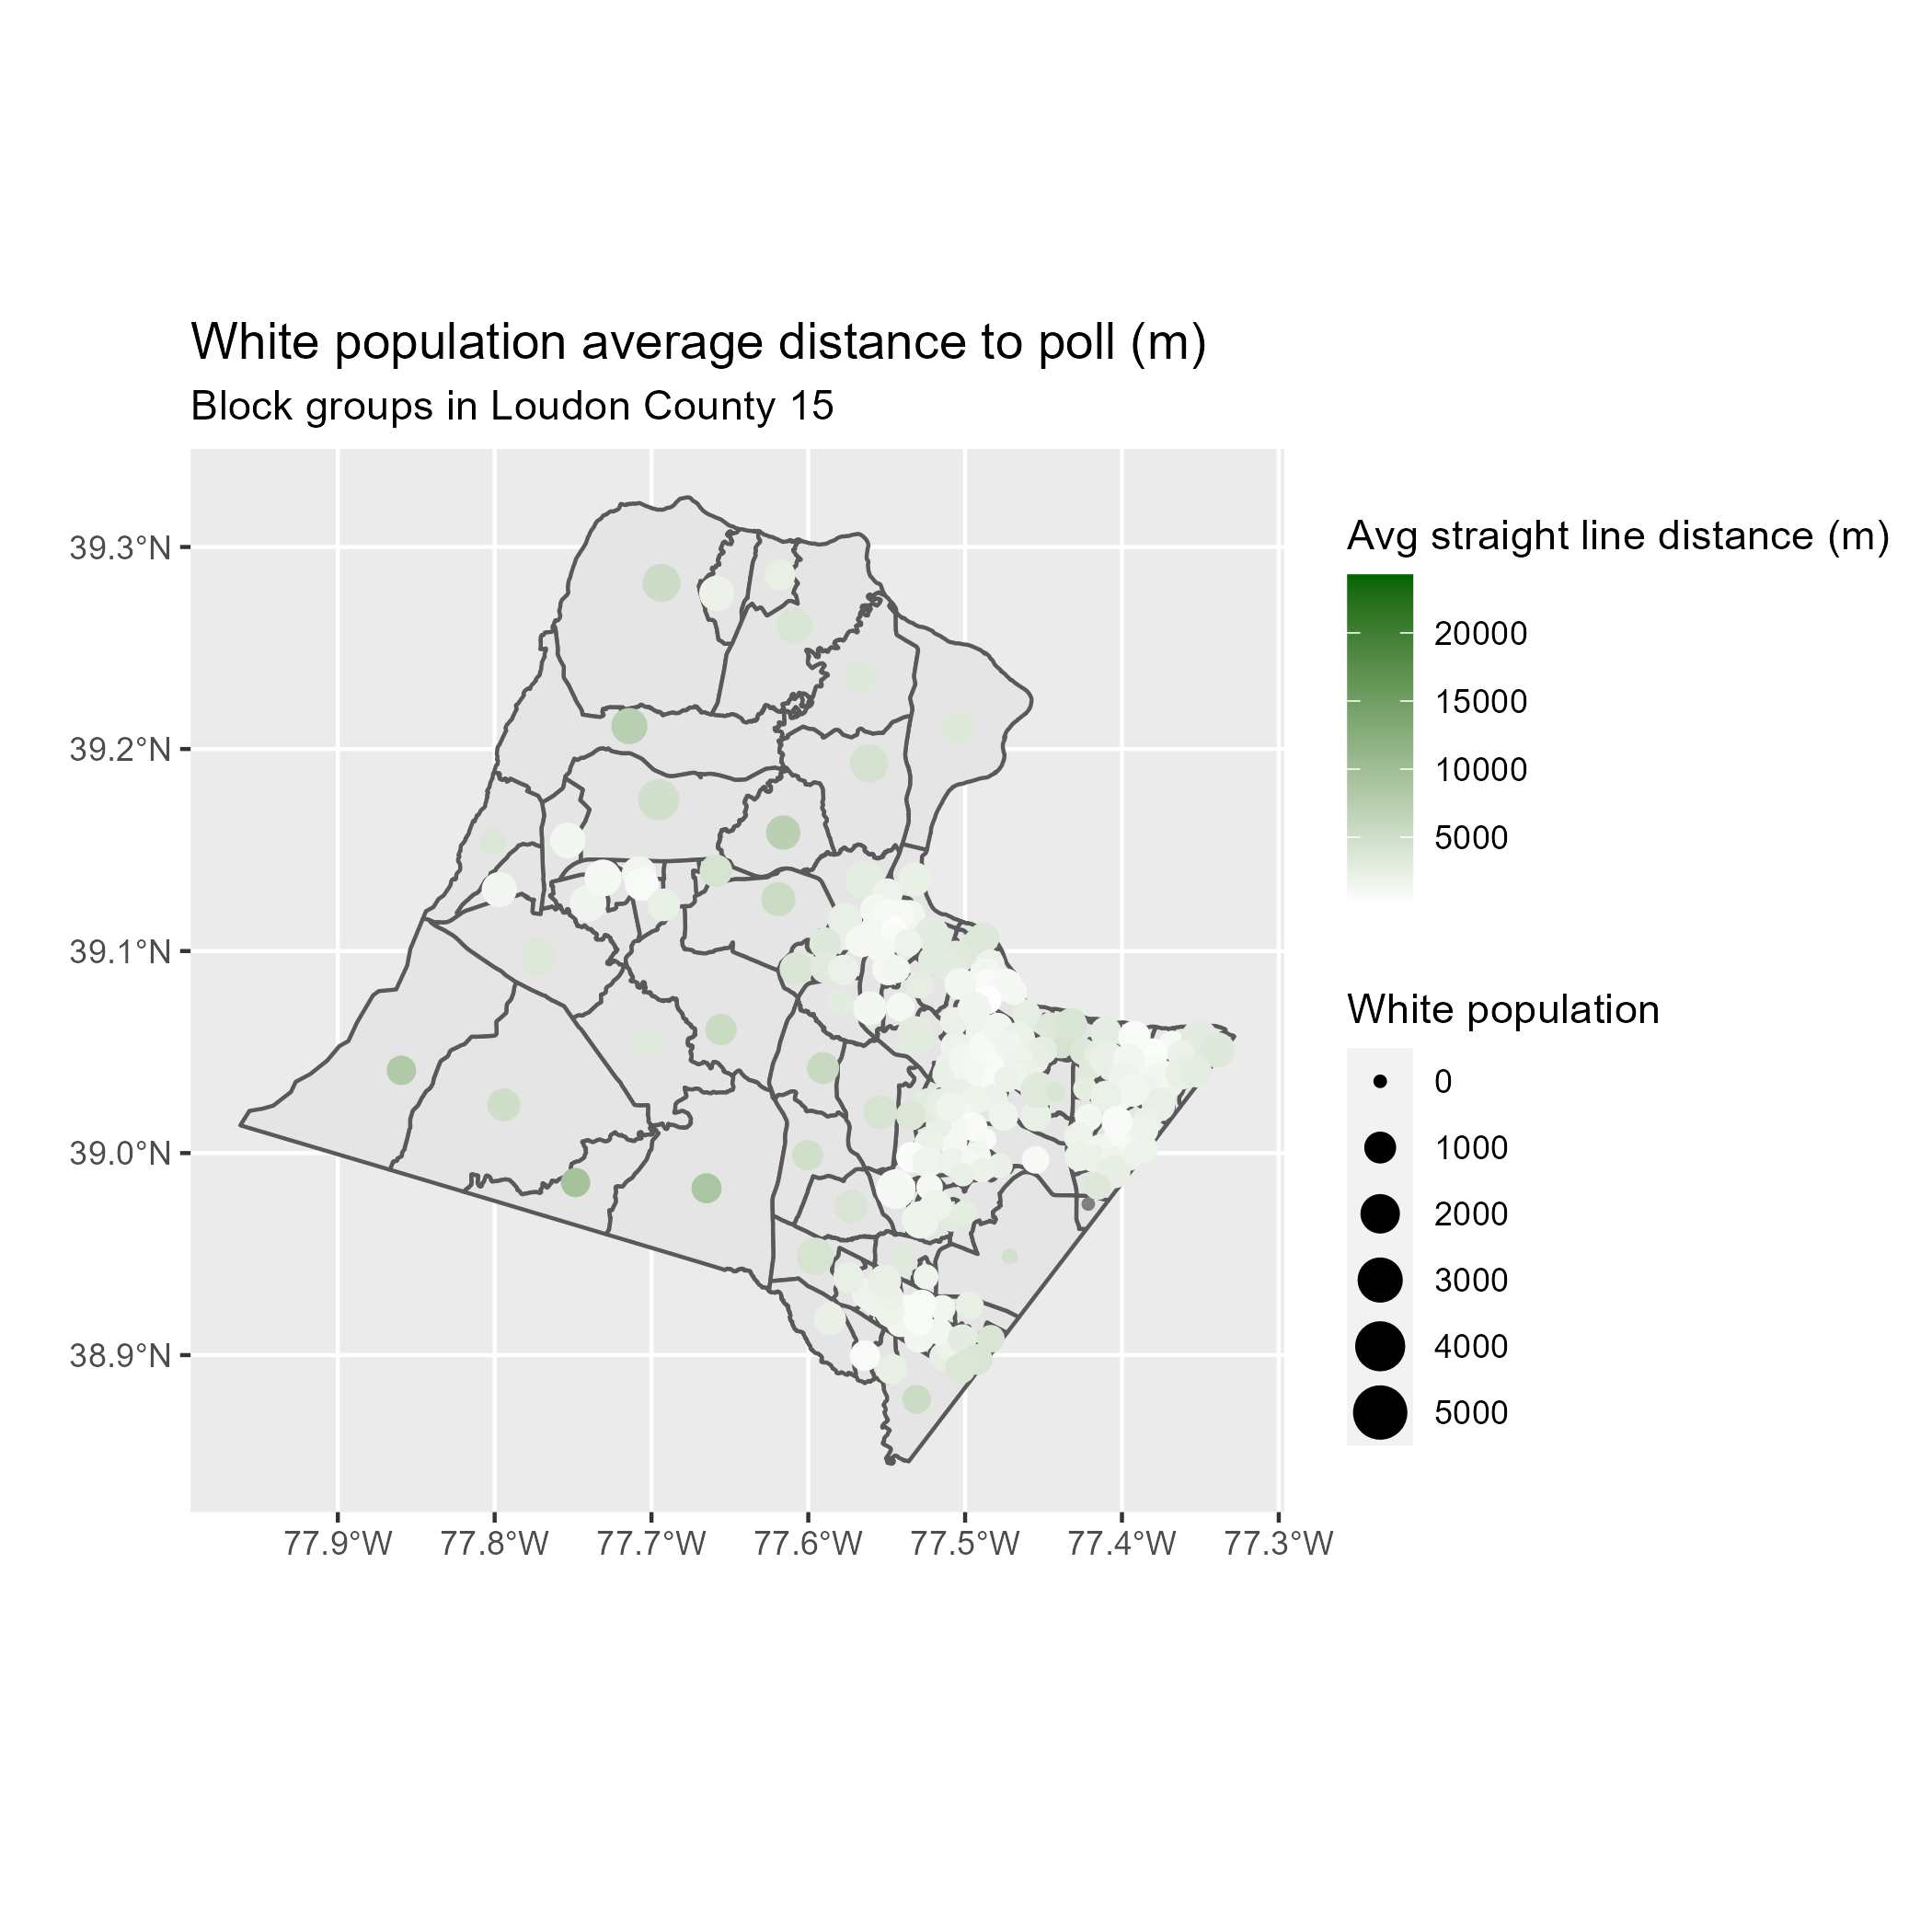 White population average distance to poll (m)
Block groups in Loudon County 15
39.3°N
39.2°N
39.1°N
39.0°N
38.9°N
77.9°W 77.8°W 77.7°W 77.6°W 77.5°W 77.4°W 77.3°W
Avg straight line distance (m)
20000
15000
10000
5000
White population
0
1000
2000
3000
4000
5000